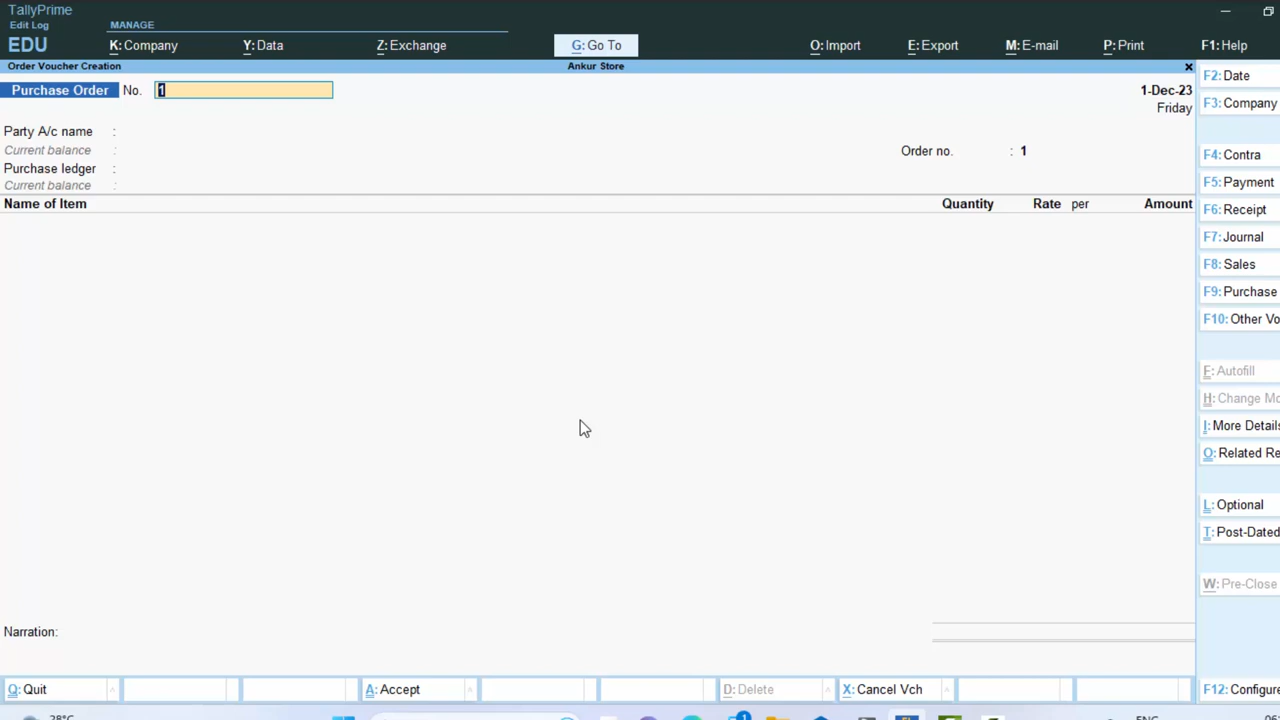 TallyPrime
Edit Log
EDU
MANAGE
K: Company
Y: Data
Z: Exchange
G: Go To
O: Import
E: Export
M: E-mail
P: Print
F1: Help
Order Voucher Creation
Ankur Store
×
Purchase Order No. 1
1-Dec-23
Friday
Party A/c name :
Current balance :
Order no. : 1
Purchase ledger :
Current balance :
Name of Item Quantity Rate per Amount
F2: Date
F3: Company
F4: Contra
F5: Payment
F6: Receipt
F7: Journal
F8: Sales
F9: Purchase
F10: Other Vo
F: Autofill
H: Change Mo
I: More Details
O: Related Re
L: Optional
T: Post-Dated
W: Pre-Close
F12: Configure
Narration:
Q: Quit
A: Accept
D: Delete
X: Cancel Vch
28°C
1
ENG